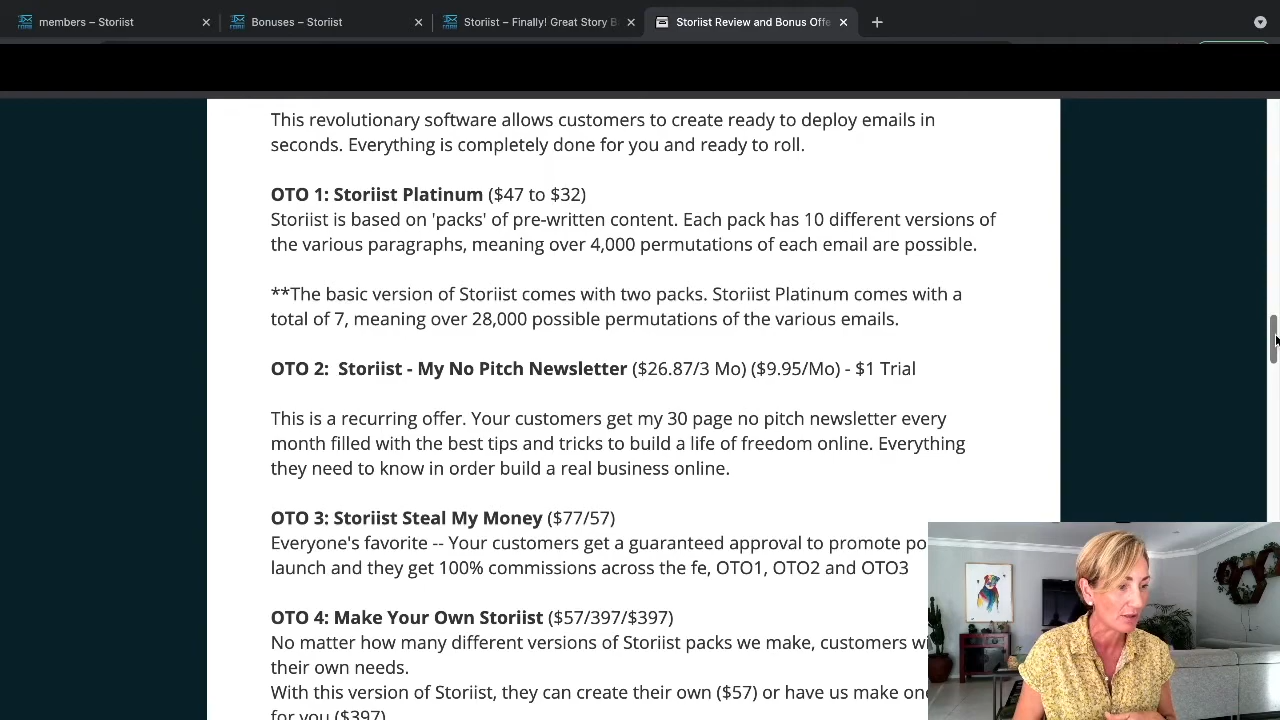 members – Storiist
Bonuses – Storiist
Storiist – Finally! Great Story B
Storiist Review and Bonus Offe
This revolutionary software allows customers to create ready to deploy emails in
seconds. Everything is completely done for you and ready to roll.
OTO 1: Storiist Platinum ($47 to $32)
Storiist is based on 'packs' of pre-written content. Each pack has 10 different versions of
the various paragraphs, meaning over 4,000 permutations of each email are possible.
**The basic version of Storiist comes with two packs. Storiist Platinum comes with a
total of 7, meaning over 28,000 possible permutations of the various emails.
OTO 2: Storiist - My No Pitch Newsletter ($26.87/3 Mo) ($9.95/Mo) - $1 Trial
This is a recurring offer. Your customers get my 30 page no pitch newsletter every
month filled with the best tips and tricks to build a life of freedom online. Everything
they need to know in order build a real business online.
OTO 3: Storiist Steal My Money ($77/57)
Everyone's favorite -- Your customers get a guaranteed approval to promote po
launch and they get 100% commissions across the fe, OTO1, OTO2 and OTO3
OTO 4: Make Your Own Storiist ($57/397/$397)
No matter how many different versions of Storiist packs we make, customers wi
their own needs.
With this version of Storiist, they can create their own ($57) or have us make one
for you ($397)